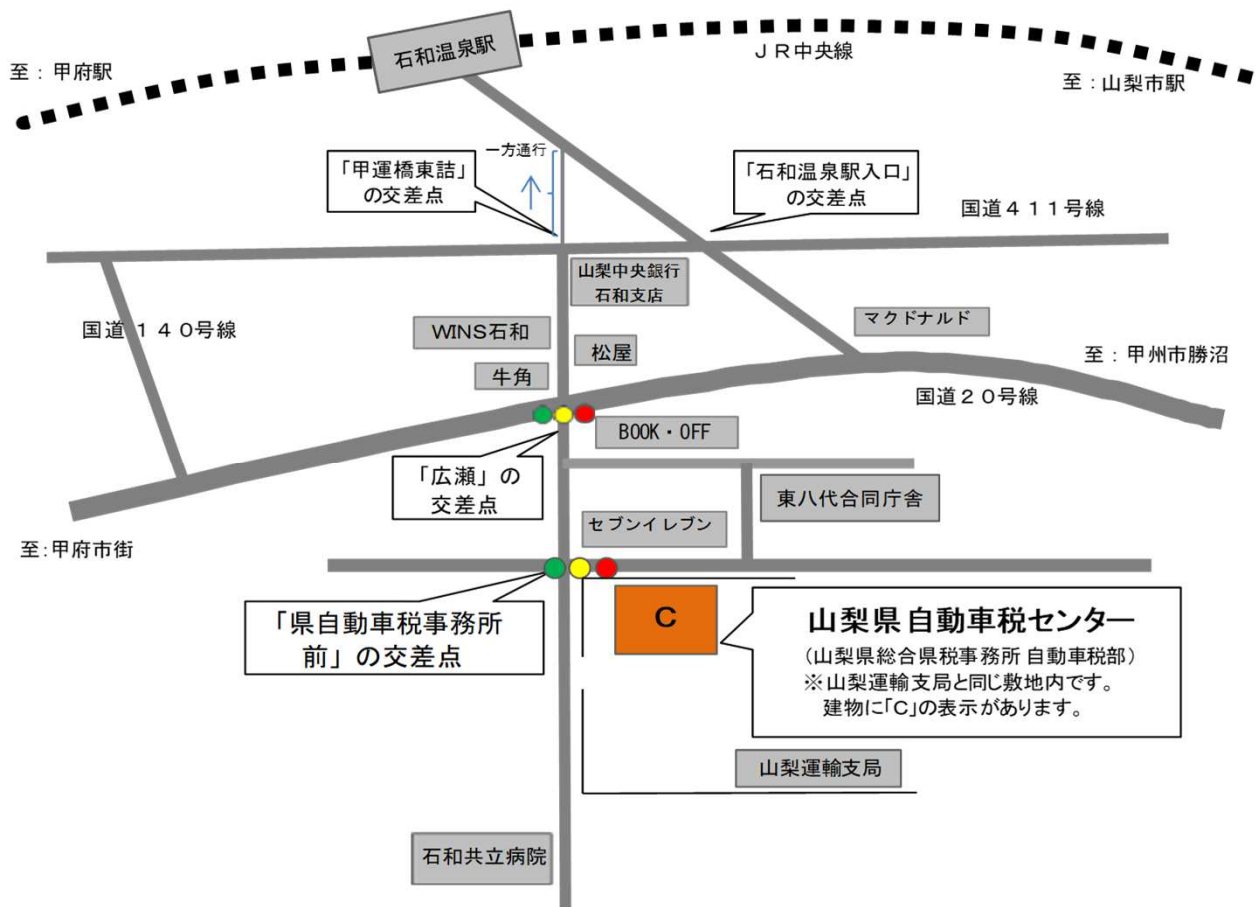 石和温泉駅
JR中央線
至：甲府駅
至：山梨市駅
一方通行
「甲運橋東詰」
の交差点
「石和温泉駅入口」
の交差点
国道４１１号線
山梨中央銀行
石和支店
国道１４０号線
WINS石和
松屋
マクドナルド
牛角
至：甲州市勝沼
国道２０号線
BOOK・OFF
「広瀬」の
交差点
東八代合同庁舎
セブンイレブン
至：甲府市街
「県自動車税事務所
前」の交差点
C
山梨県自動車税センター
（山梨県総合県税事務所 自動車税部）
※山梨運輸支局と同じ敷地内です。
建物に「C」の表示があります。
山梨運輸支局
石和共立病院